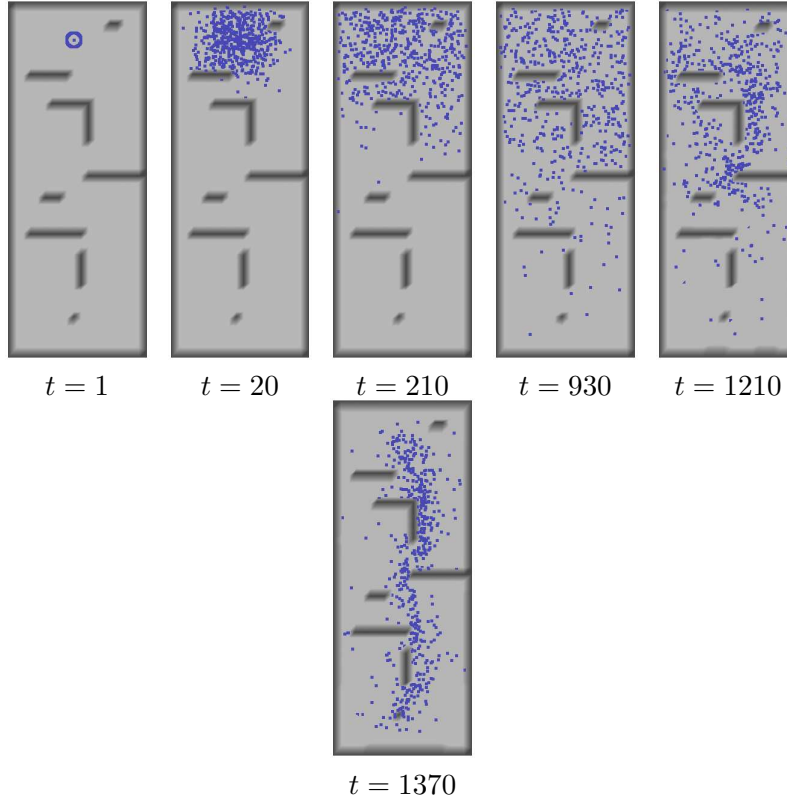 t = 1 t = 20 t = 210 t = 930 t = 1210
t = 1370